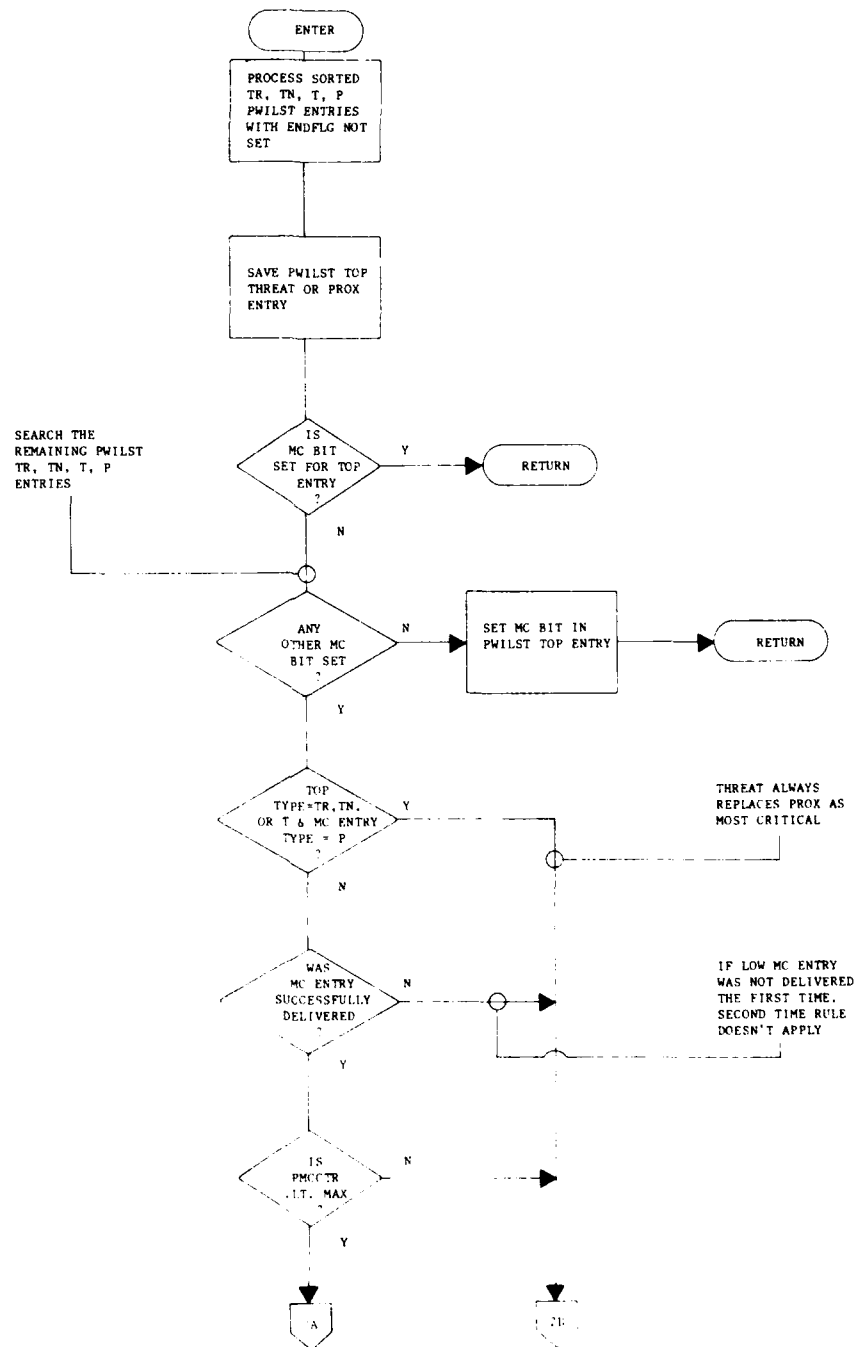 ENTER
PROCESS SORTED
TR, TN, T, P
PWILST ENTRIES
WITH ENDFLG NOT
SET
SAVE PWILST TOP
THREAT OR PROX
ENTRY
SEARCH THE
REMAINING PWILST
TR, TN, T, P
ENTRIES
IS
MC BIT
SET FOR TOP
ENTRY
?
Y
RETURN
N
ANY
OTHER MC
BIT SET
?
N
SET MC BIT IN
PWILST TOP ENTRY
RETURN
Y
TOP
TYPE=TR,TN.
OR T & MC ENTRY
TYPE = P
?
Y
THREAT ALWAYS
REPLACES PROX AS
MOST CRITICAL
N
WAS
MC ENTRY
SUCCESSFULLY
DELIVERED
?
N
IF LOW MC ENTRY
WAS NOT DELIVERED
THE FIRST TIME.
SECOND TIME RULE
DOESN'T APPLY
Y
IS
PMCCTR
.LT. MAX
?
N
Y